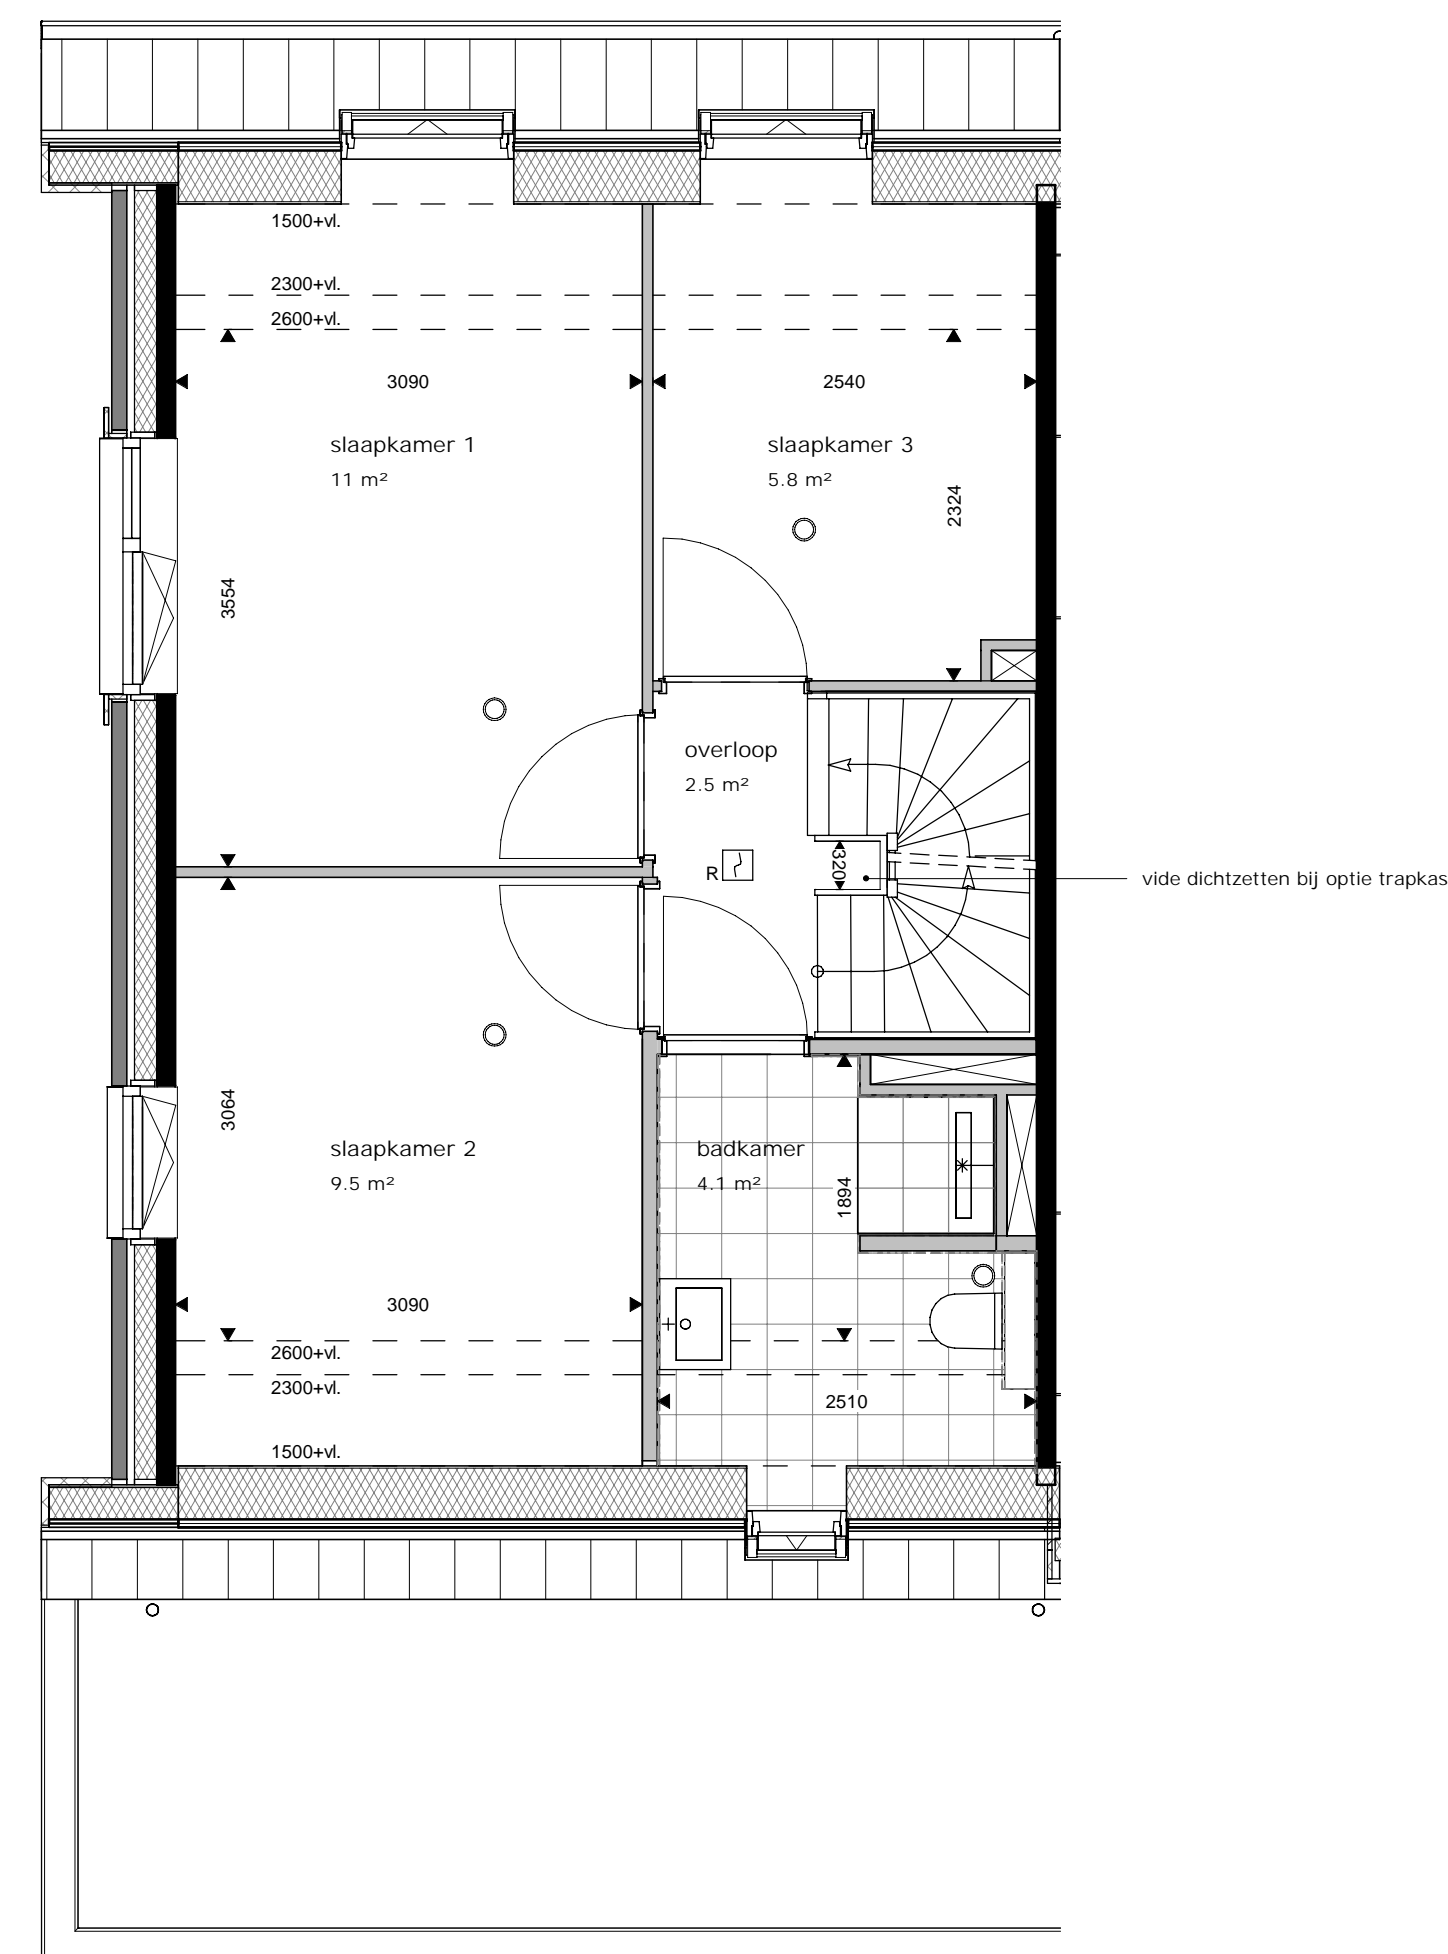 1500+vl.
2300+vl.
2600+vl.
3090
2540
slaapkamer 1
11 m²
slaapkamer 3
5.8 m²
2324
3554
overloop
2.5 m²
R
320
vide dichtzetten bij optie trapkas
3064
slaapkamer 2
9.5 m²
badkamer
4.1 m²
1894
3090
2600+vl.
2300+vl.
2510
1500+vl.